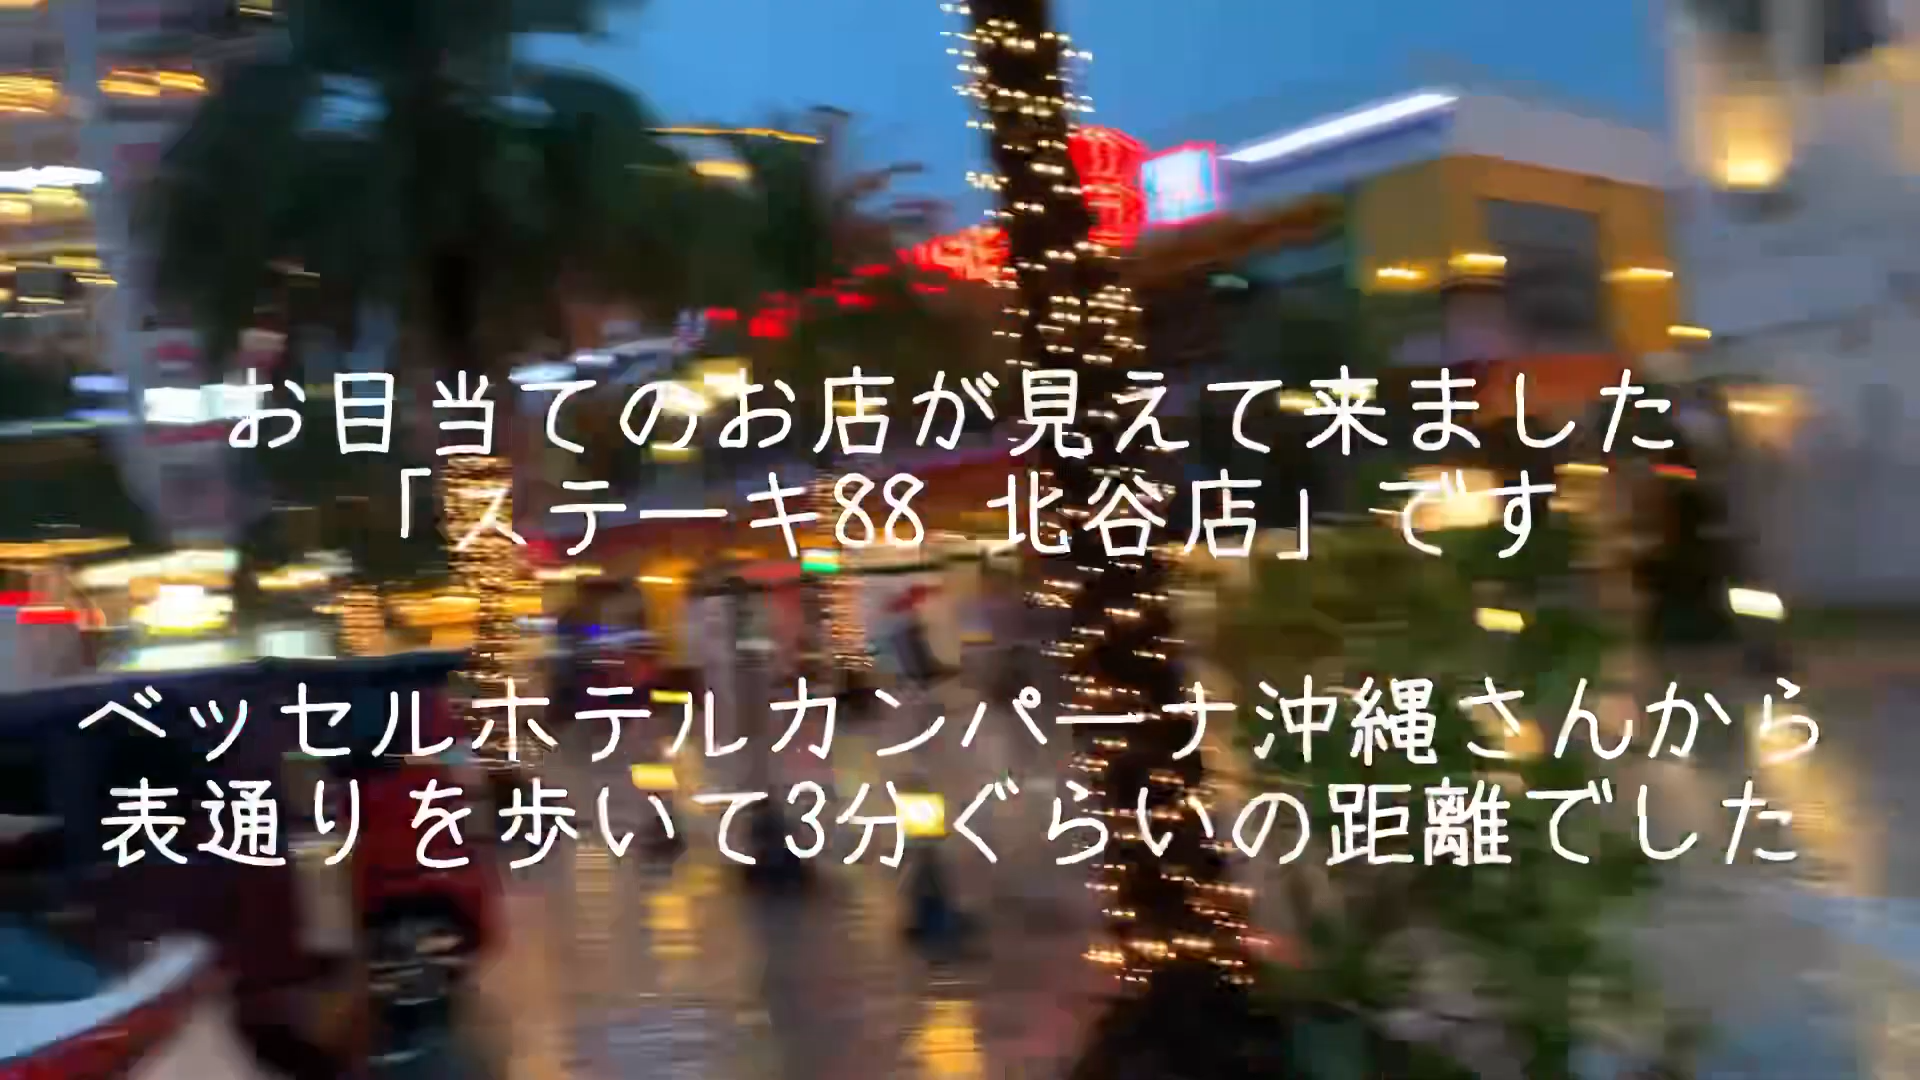 お目当てのお店が見えて来ました
「ステーキ88 北谷店」です
ベッセルホテルカンパーナ沖縄さんから
表通りを歩いて3分ぐらいの距離でした